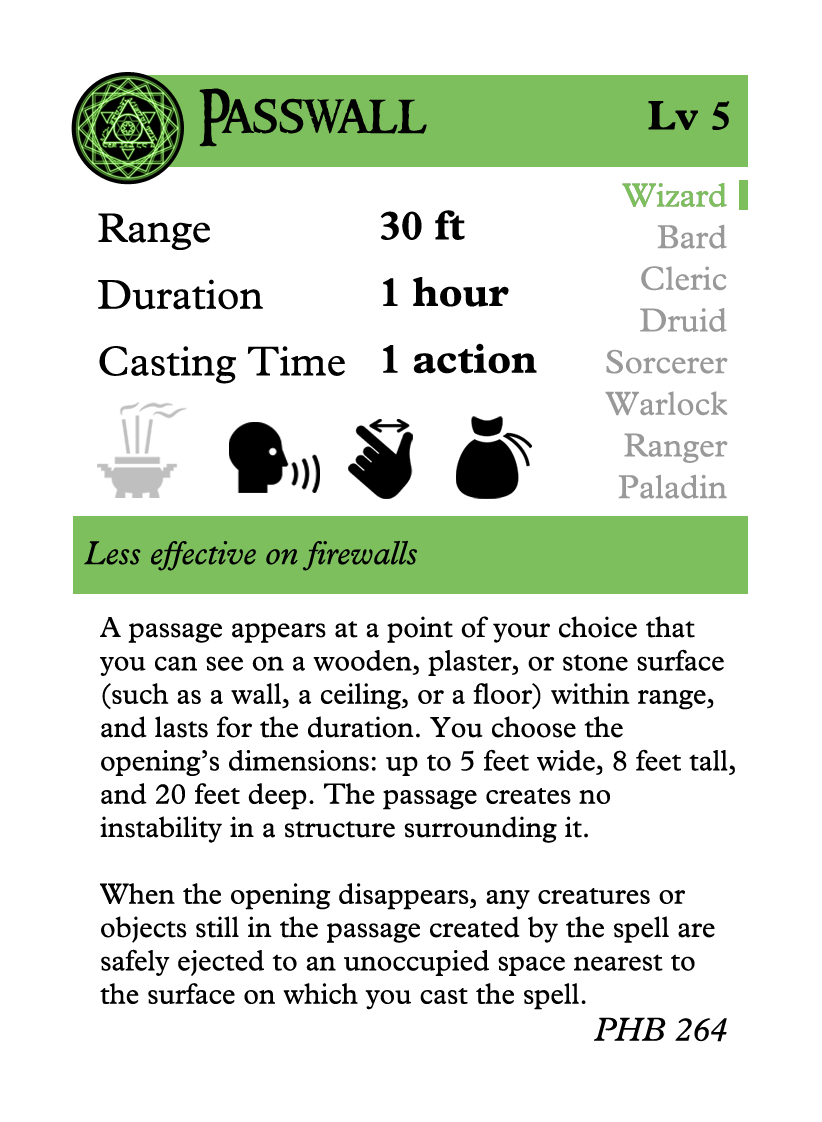 Passwall
Lv 5
Wizard
Range 30 ft
Bard
Cleric
Duration 1 hour
Druid
Casting Time 1 action
Sorcerer
Warlock
Ranger
Paladin
Less effective on firewalls
A passage appears at a point of your choice that
you can see on a wooden, plaster, or stone surface
(such as a wall, a ceiling, or a floor) within range,
and lasts for the duration. You choose the
opening’s dimensions: up to 5 feet wide, 8 feet tall,
and 20 feet deep. The passage creates no
instability in a structure surrounding it.
When the opening disappears, any creatures or
objects still in the passage created by the spell are
safely ejected to an unoccupied space nearest to
the surface on which you cast the spell.
PHB 264